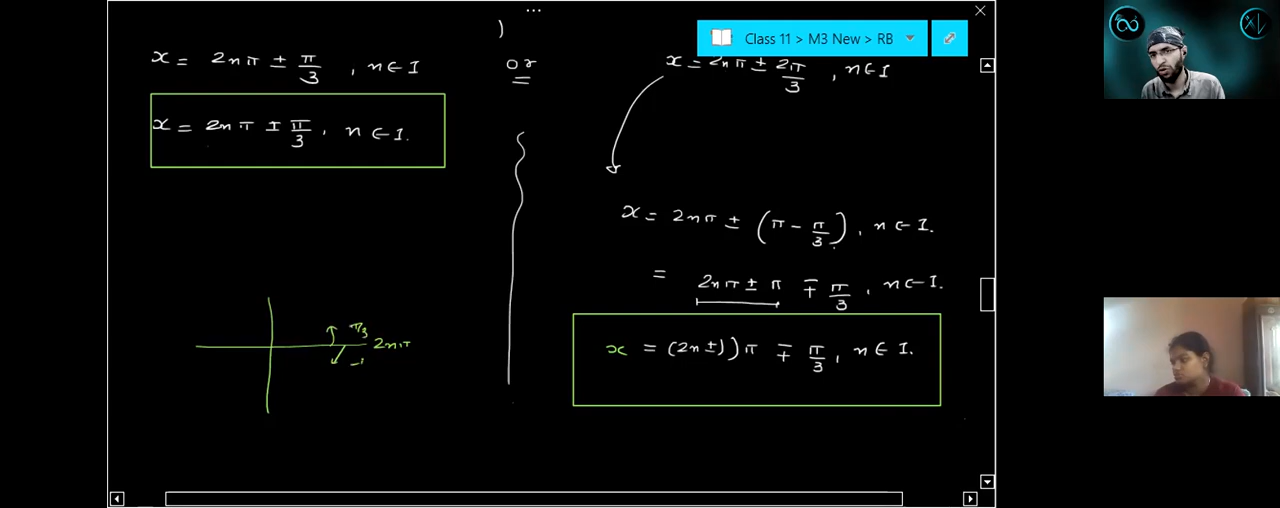 ...
)
Class 11 > M3 New > RB
x = 2nπ ± π/3 , n ∈ I
or
x = 2nπ ± 2π/3 , n ∈ I
x = 2nπ ± π/3 , n ∈ I.
x = 2nπ ± (π - π/3) , n ∈ I.
= 2nπ ± π ∓ π/3 , n ∈ I.
π/3
2nπ
x = (2n ± 1)π ∓ π/3 , n ∈ I.